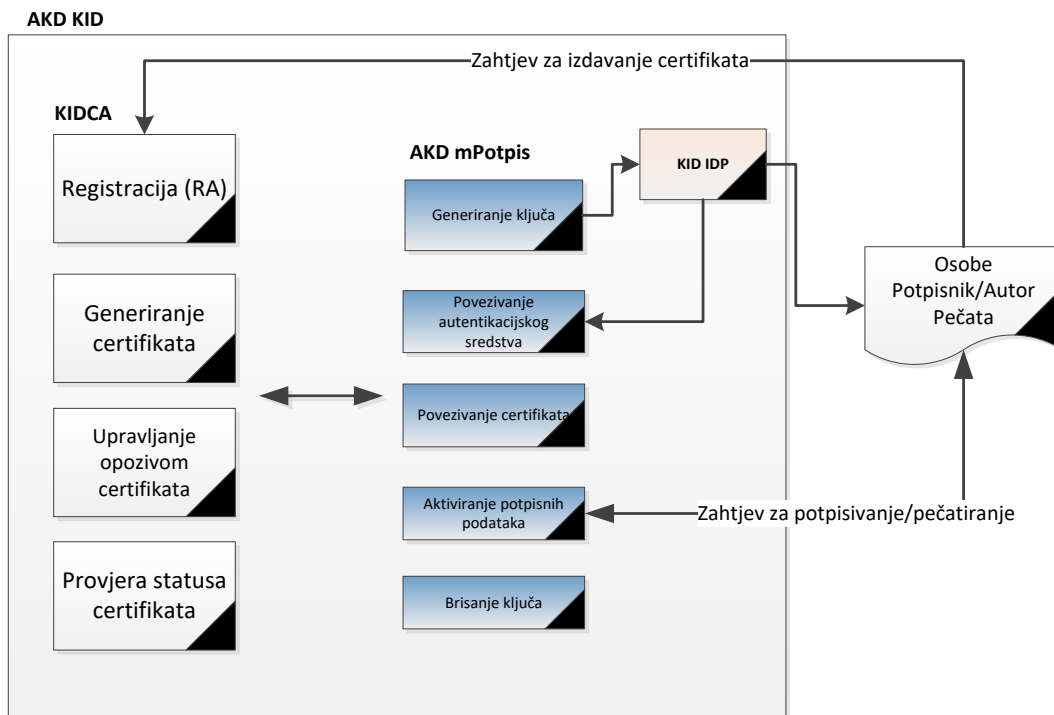 AKD KID
Zahtjev za izdavanje certifikata
KIDCA
Registracija (RA)
Generiranje
certifikata
Upravljanje
opozivom
certifikata
Provjera statusa
certifikata
AKD mPotpis
Generiranje ključa
Povezivanje
autentikacijskog
sredstva
Povezivanje certifikata
Aktiviranje potpisnih
podataka
Brisanje ključa
KID IDP
Osobe
Potpisnik/Autor
Pečata
Zahtjev za potpisivanje/pečatiranje